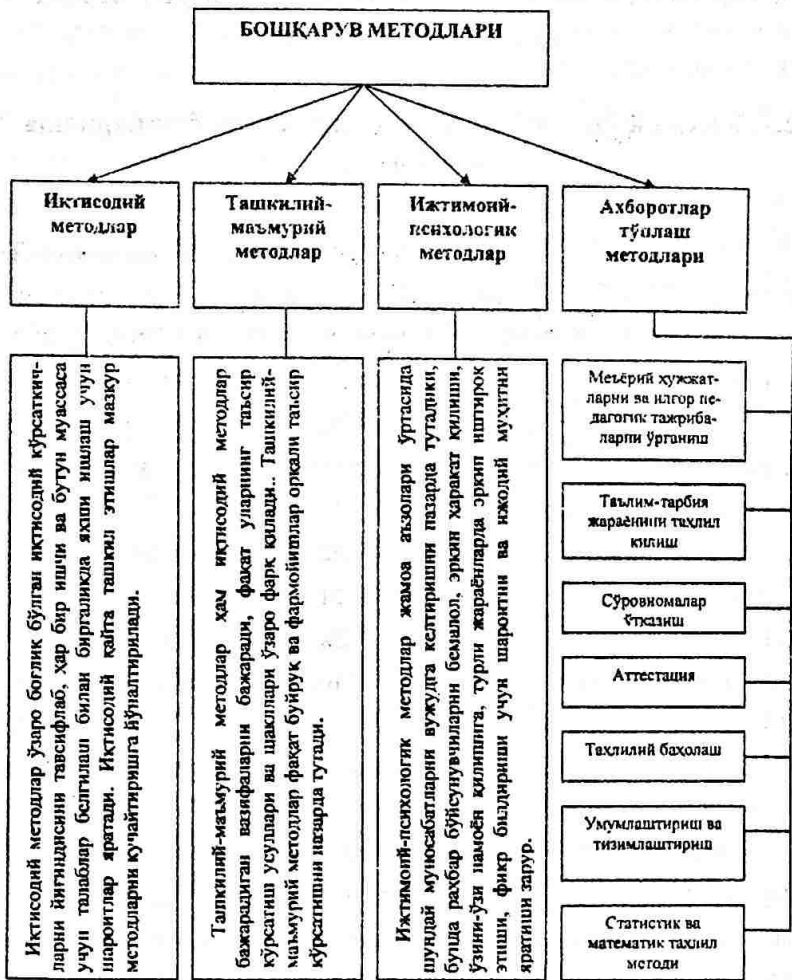 БОШҚАРУВ МЕТОДЛАРИ
Иқтисодий
методлар
Ташкилий-
маъмурий
методлар
Ижтимоий-
психологик
методлар
Ахборотлар
тўплаш
методлари
Иқтисодий методлар ўзаро боғлиқ бўлган иқтисодий кўрсаткич-
ларни йиғиндисини тавсифлаб, ҳар бир ишчи ва бутун муассаса
учун талаблар белгилаш билан биргаликда яхши ишлаш учун
шароитлар яратади. Иқтисодий қайта ташкил этишлар мазкур
методларни кучайтиришга йўналтирилади.
Ташкилий-маъмурий методлар ҳам иқтисодий методлар
бажарадиган вазифаларни бажаради, фақат уларнинг таъсир
кўрсатиш усуллари ва шакллари ўзаро фарқ қилади.. Ташкилий-
маъмурий методлар фақат буйруқ ва фармойишлар орқали таъсир
кўрсатишни назарда тутади.
Ижтимоий-психологик методлар жамоа аъзолари ўртасида
шундай муносабатларни вужудга келтиришни назарда тутадики,
бунда раҳбар бўйсунувчиларни бемалол, эркин ҳаракат қилиши,
ўзини-ўзи намоён қилишига, турли жараёнларда эркин иштирок
этиши, фикр билдириши учун шароитни ва ижодий муҳитни
яратиши зарур.
Меъёрий ҳужжат-
ларни ва илғор пе-
дагогик тажриба-
ларни ўрганиш
Таълим-тарбия
жараёнини таҳлил
қилиш
Сўровномалар
ўтказиш
Аттестация
Таҳлилий баҳолаш
Умумлаштириш ва
тизимлаштириш
Статистик ва
математик таҳлил
методи